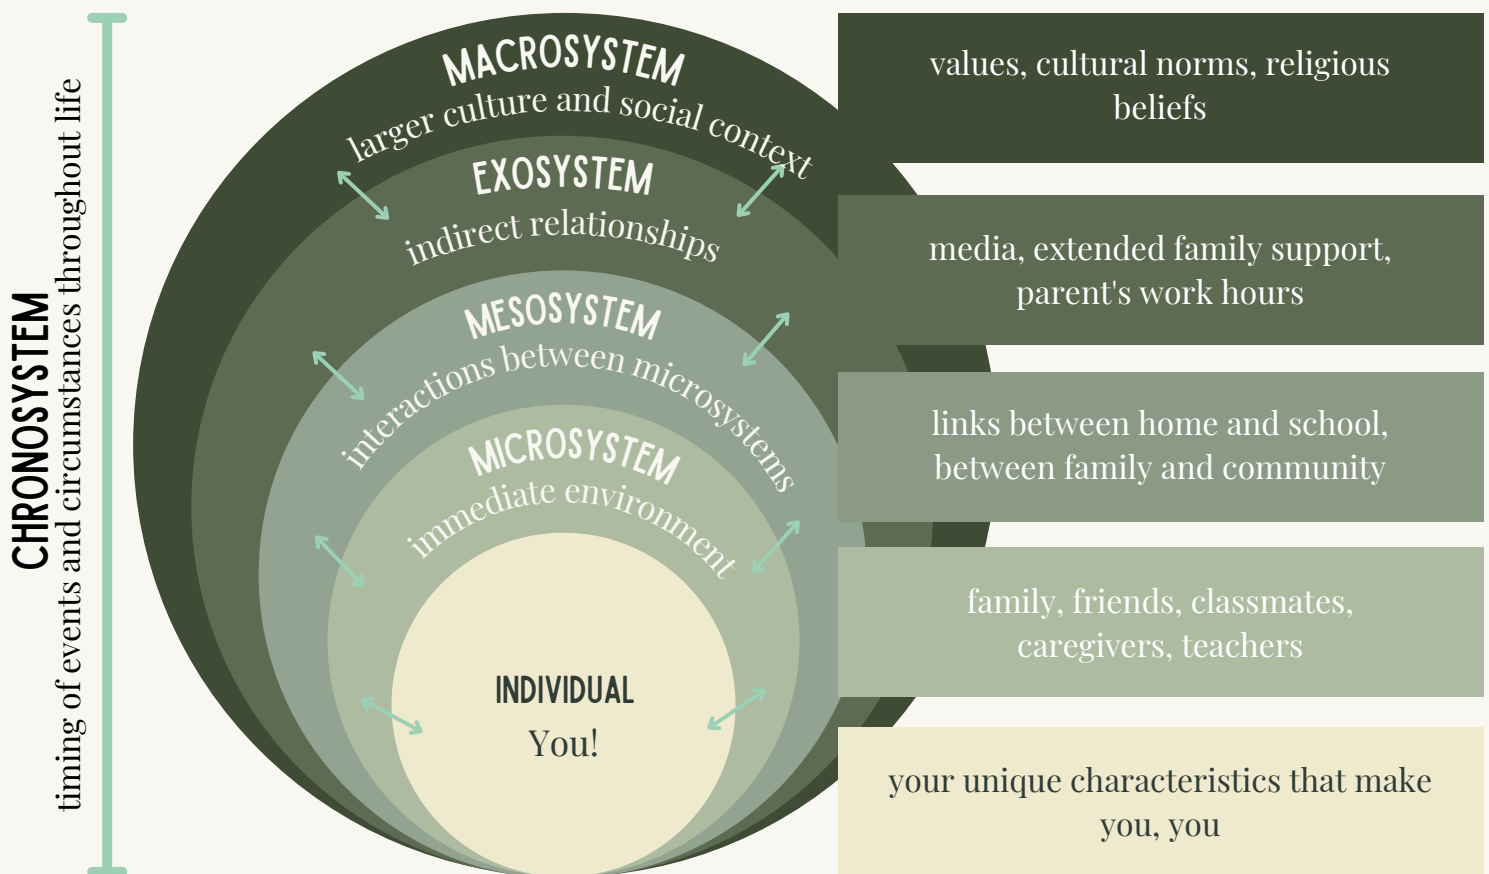 CHRONOSYSTEM
timing of events and circumstances throughout life
MACROSYSTEM
larger culture and social context
EXOSYSTEM
indirect relationships
MESOSYSTEM
interactions between microsystems
MICROSYSTEM
immediate environment
INDIVIDUAL
You!
values, cultural norms, religious
beliefs
media, extended family support,
parent's work hours
links between home and school,
between family and community
family, friends, classmates,
caregivers, teachers
your unique characteristics that make
you, you